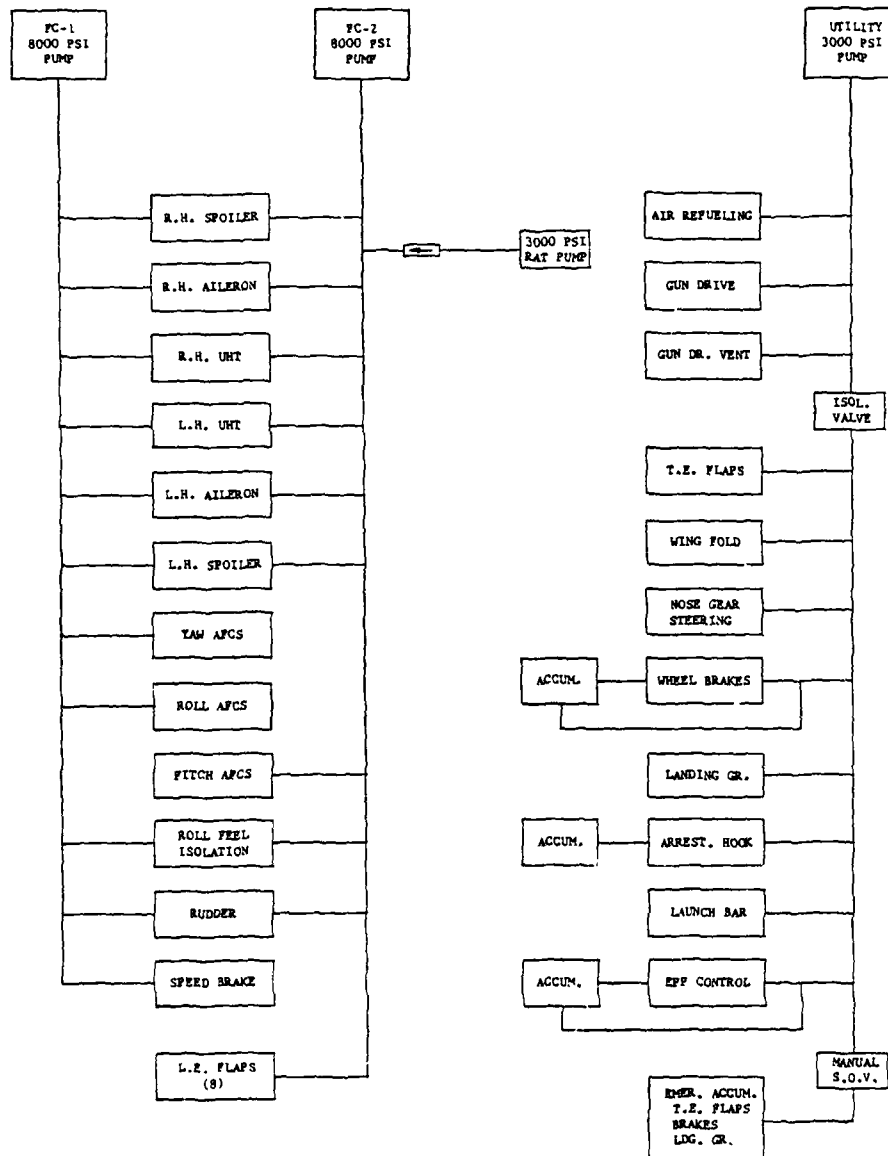 FC-1
8000 PSI
PUMP
FC-2
8000 PSI
PUMP
UTILITY
3000 PSI
PUMP
R.H. SPOILER
3000 PSI
RAT PUMP
R.H. AILERON
R.H. UHT
L.H. UHT
L.H. AILERON
L.H. SPOILER
YAW AFCS
ROLL AFCS
PITCH AFCS
ROLL FEEL
ISOLATION
RUDDER
SPEED BRAKE
L.E. FLAPS
(8)
AIR REFUELING
GUN DRIVE
GUN DR. VENT
ISOL.
VALVE
T.E. FLAPS
WING FOLD
NOSE GEAR
STEERING
ACCUM.
WHEEL BRAKES
LANDING GR.
ACCUM.
ARREST. HOOK
LAUNCH BAR
ACCUM.
EPP CONTROL
MANUAL
S.O.V.
EMER. ACCUM.
T.E. FLAPS
BRAKES
LDG. GR.